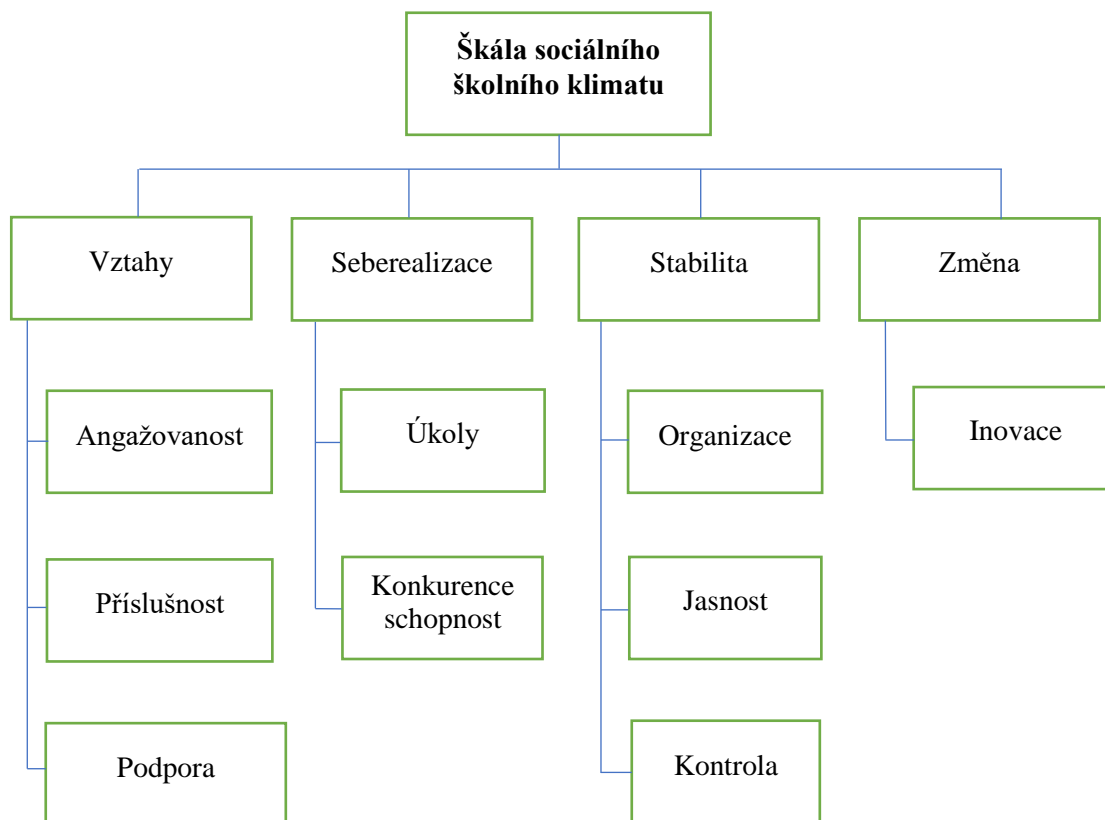 Škála sociálního
školního klimatu
Vztahy
Seberealizace
Stabilita
Změna
Angažovanost
Úkoly
Organizace
Inovace
Příslušnost
Konkurence
schopnost
Jasnost
Podpora
Kontrola